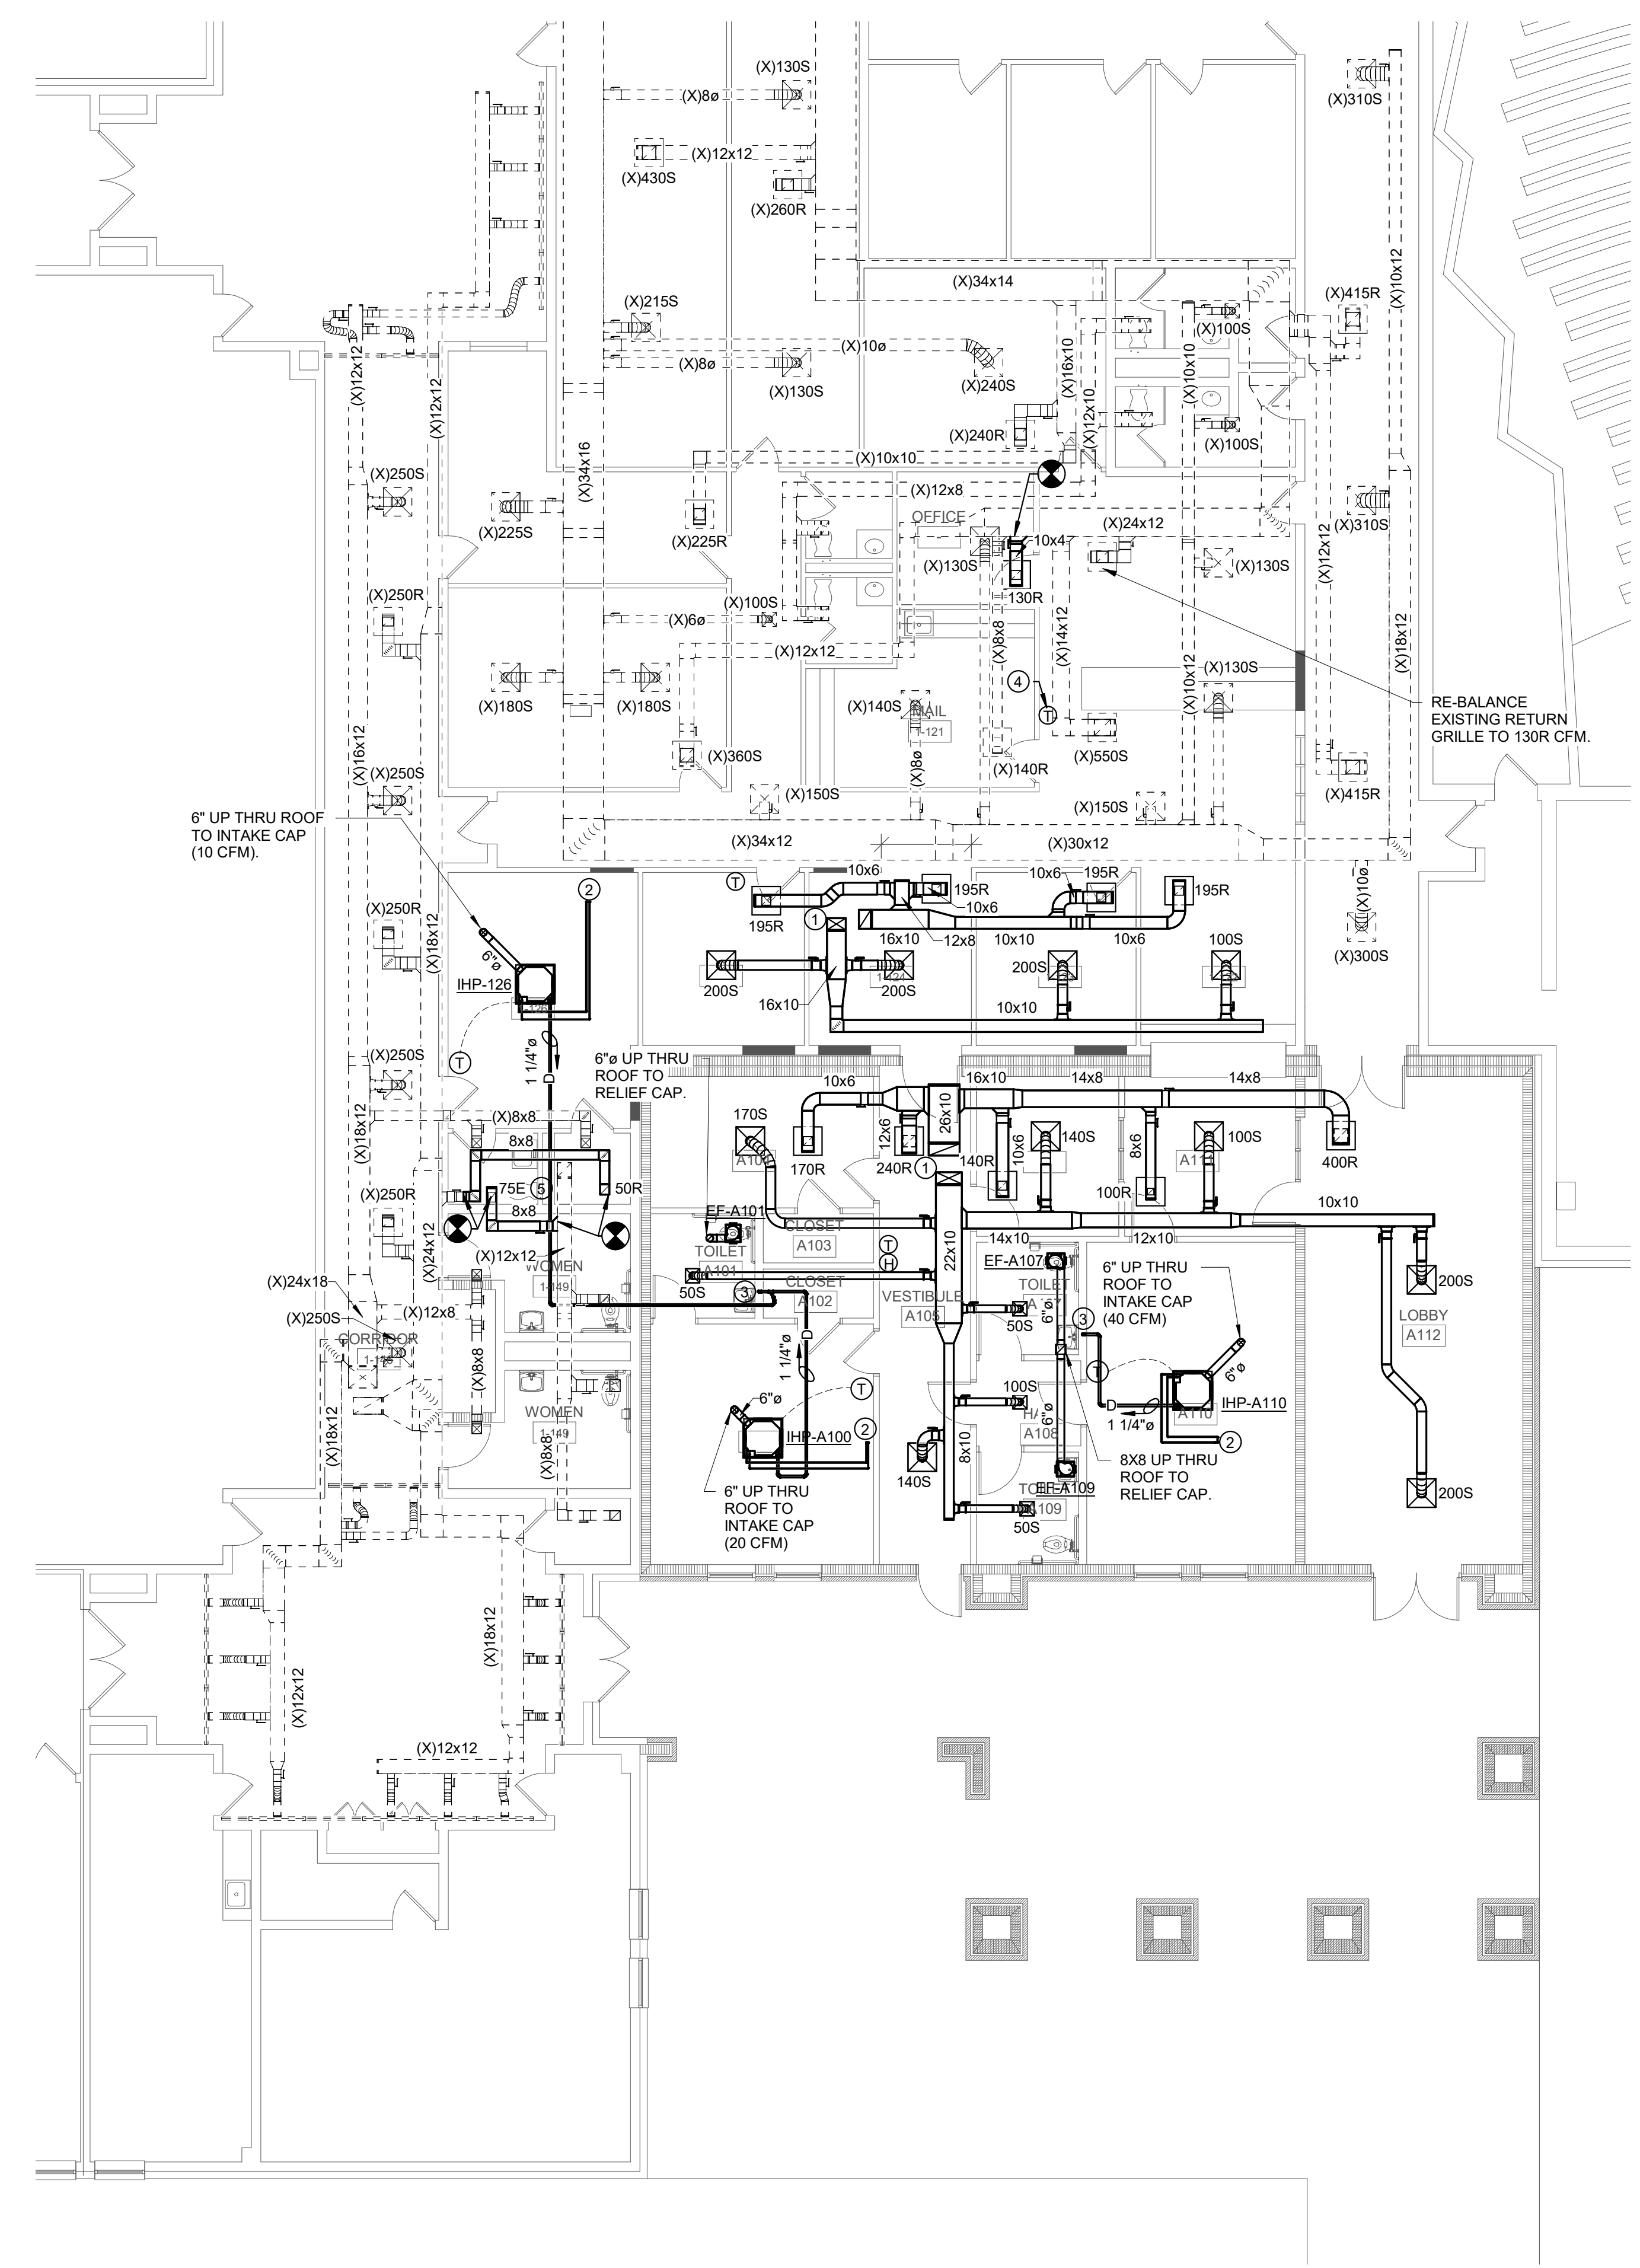 (X)130S
(X)8ø
(X)310S
(X)12x12
(X)430S
(X)260R
(X)10x12
(X)34x14
(X)215S
(X)415R
(X)100S
(X)10ø
(X)8ø
(X)130S
(X)240S
(X)12x12
(X)12x12
(X)16x10
(X)12x10
(X)10x10
(X)240R
(X)100S
(X)10x10
(X)34x16
(X)250S
(X)12x8
(X)225S
(X)225R
OFFICE
(X)24x12
(X)310S
10x4
(X)130S
(X)130S
(X)12x12
130R
(X)250R
(X)100S
(X)6ø
(X)8x8
(X)14x12
(X)18x12
(X)12x12
(X)10x12
(X)130S
4
(X)180S
(X)180S
(X)140S
MAIL
1-121
T
RE-BALANCE
EXISTING RETURN
GRILLE TO 130R CFM.
(X)16x12
(X)360S
(X)8ø
(X)140R
(X)550S
(X)250S
(X)150S
(X)150S
(X)415R
6" UP THRU ROOF
TO INTAKE CAP
(10 CFM).
(X)34x12
(X)30x12
10x6
10x6
T
195R
195R
195R
10x6
2
(X)10ø
(X)250R
(X)18x12
1
195R
16x10
12x8
10x10
10x6
100S
6"ø
200S
(X)300S
IHP-126
200S
200S
16x10
10x10
1 1/4"ø
D
T
(X)250S
6"ø UP THRU
ROOF TO
RELIEF CAP.
10x6
16x10
14x8
14x8
(X)18x12
(X)8x8
170S
26x10
12x6
10x6
140S
8x6
100S
8x8
170R
240R
140R
1
100R
400R
75E
5
50R
(X)250R
8x8
EF-A101
10x10
CLOSET
A103
T
H
14x10
12x10
(X)24x12
(X)12x12
TOILET
A101
22x10
EF-A107
WOMEN
1-149
(X)24x18
CLOSET
A102
50S
3
VESTIBULE
A105
TOILET
6" UP THRU
ROOF TO
INTAKE CAP
(40 CFM)
200S
(X)250S
(X)12x8
50S
6"ø
3
LOBBY
A112
CORRIDOR
D
1 1/4"ø
(X)8x8
T
6"ø
100S
T
IHP-A110
D
1 1/4"ø
WOMEN
1-149
(X)18x12
(X)8x8
6"ø
IHP-A100
2
8x10
A108
6"ø
2
140S
8X8 UP THRU
ROOF TO
RELIEF CAP.
6" UP THRU
ROOF TO
INTAKE CAP
(20 CFM)
EF-A109
200S
50S
(X)18x12
(X)12x12
(X)12x12